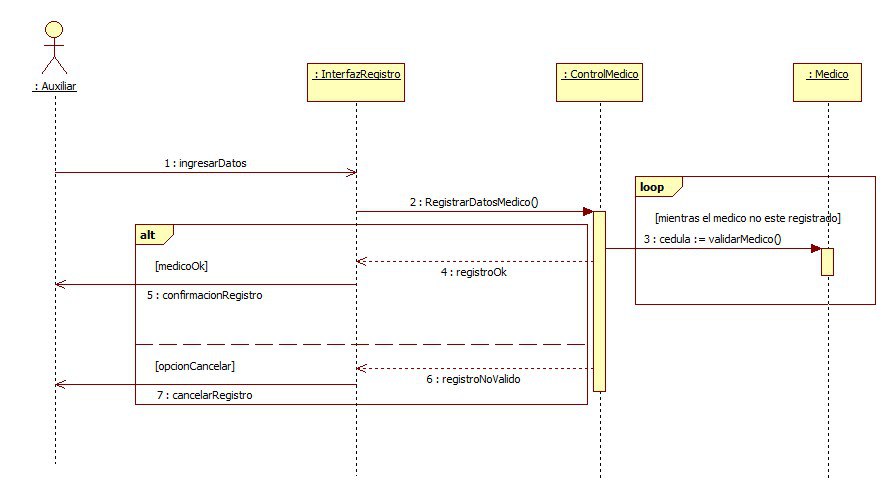 : Auxiliar
: InterfazRegistro
: ControlMedico
: Medico
1 : ingresarDatos
loop
2 : RegistrarDatosMedico()
[mientras el medico no este registrado]
alt
3 : cedula := validarMedico()
[medicoOk]
4 : registroOk
5 : confirmacionRegistro
[opcionCancelar]
6 : registroNoValido
7 : cancelarRegistro